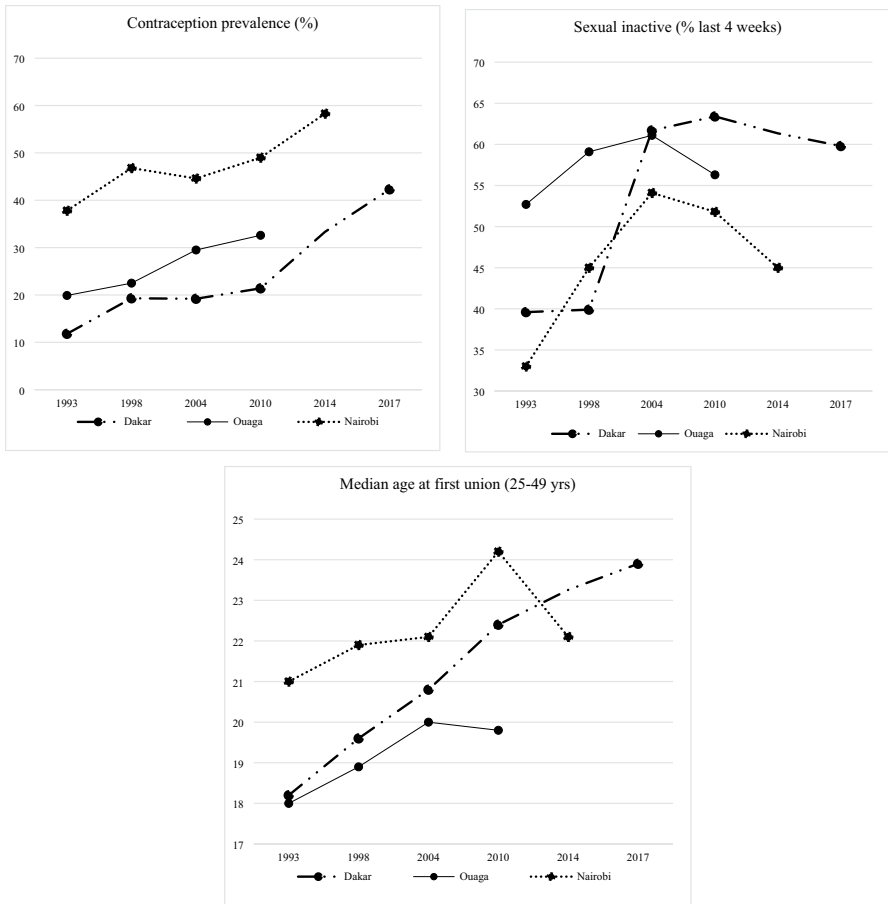 Contraception prevalence (%)
70
60
50
40
30
20
10
0
1993 1998 2004 2010 2014 2017
Dakar Ouaga Nairobi
Sexual inactive (% last 4 weeks)
70
65
60
55
50
45
40
35
30
1993 1998 2004 2010 2014 2017
Dakar Ouaga Nairobi
Median age at first union (25-49 yrs)
25
24
23
22
21
20
19
18
17
1993 1998 2004 2010 2014 2017
Dakar Ouaga Nairobi